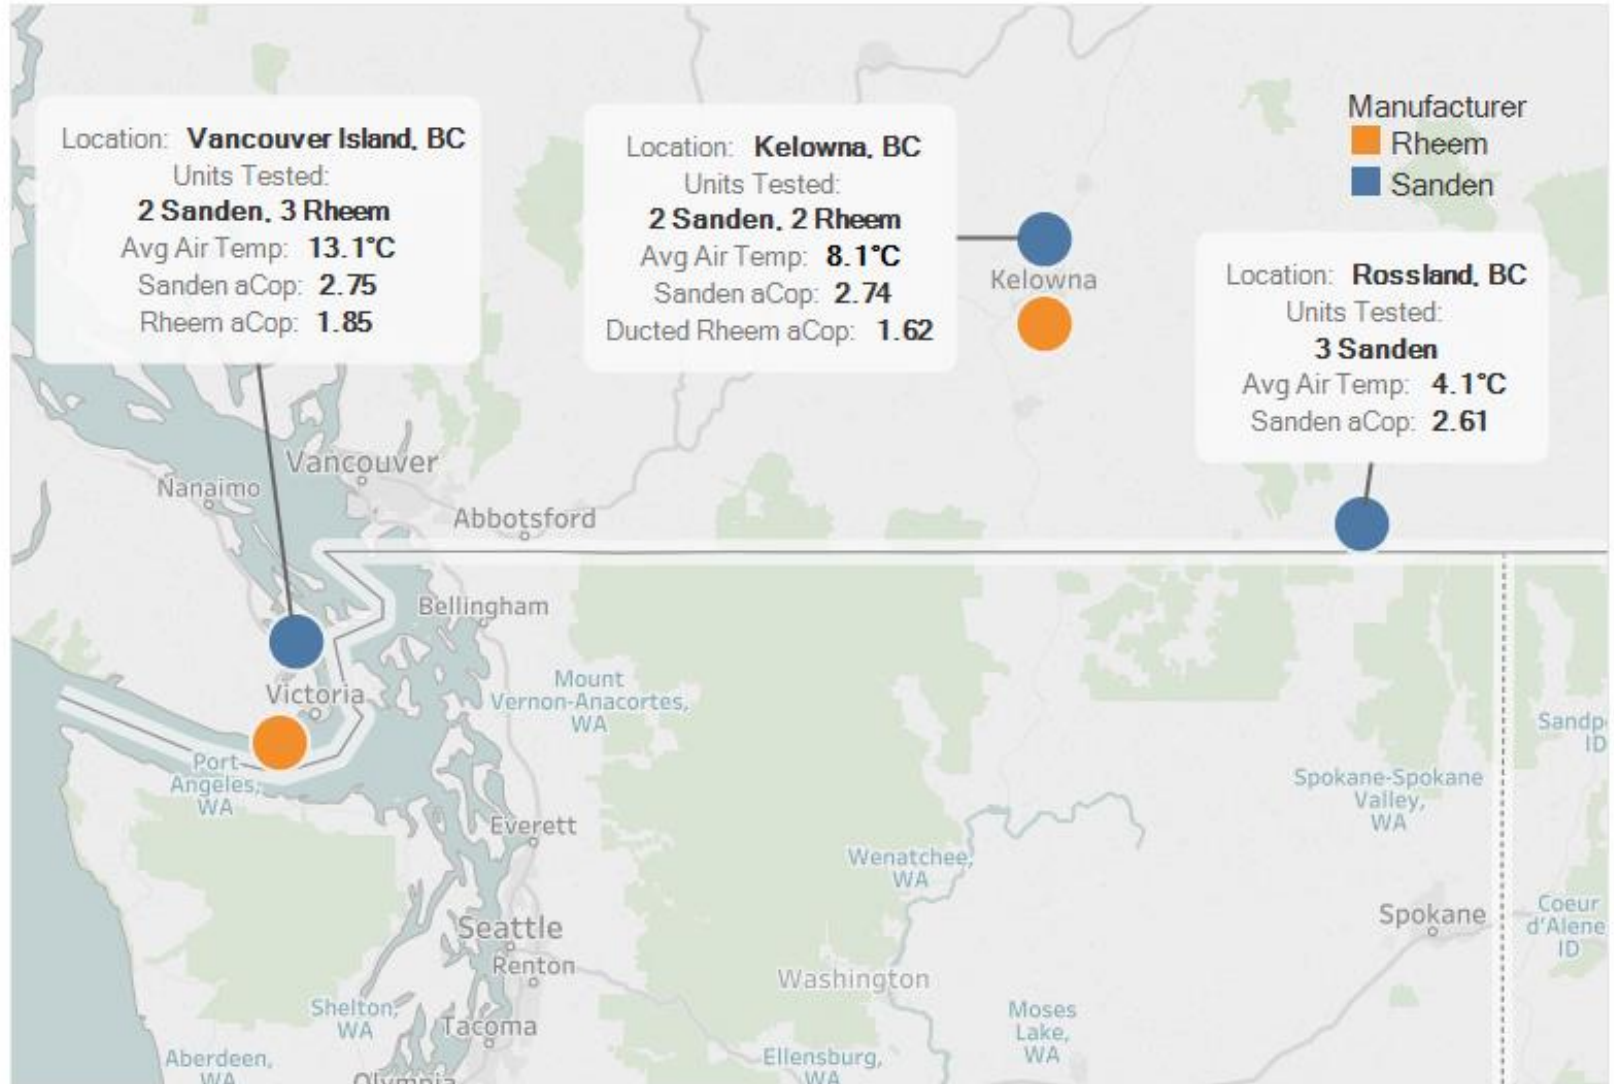 Manufacturer
Rheem
Sanden
Location: Vancouver Island, BC
Units Tested:
2 Sanden, 3 Rheem
Avg Air Temp: 13.1°C
Sanden aCop: 2.75
Rheem aCop: 1.85
Location: Kelowna, BC
Units Tested:
2 Sanden, 2 Rheem
Avg Air Temp: 8.1°C
Sanden aCop: 2.74
Ducted Rheem aCop: 1.62
Kelowna
Location: Rossland, BC
Units Tested:
3 Sanden
Avg Air Temp: 4.1°C
Sanden aCop: 2.61
Vancouver
Nanaimo
Abbotsford
Bellingham
Victoria
Mount
Vernon-Anacortes,
WA
Port
Angeles,
WA
Sandp
ID
Spokane-Spokane
Valley,
WA
Everett
Wenatchee,
WA
Seattle
Renton
Spokane
Coeur
d'Alene
ID
Washington
Shelton,
WA
Tacoma
Moses
Lake,
WA
Aberdeen,
WA
Olympia
Ellensburg,
WA